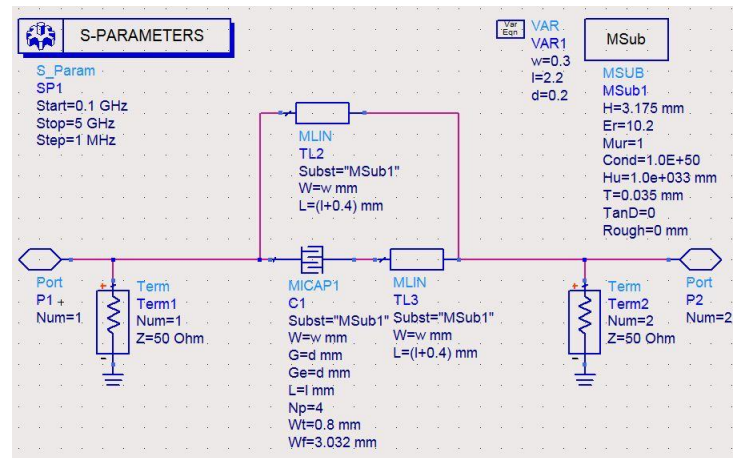 S-PARAMETERS
S_Param
SP1
Start=0.1 GHz
Stop=5 GHz
Step=1 MHz
Var
Eqn
VAR
VAR1
w=0.3
l=2.2
d=0.2
MSub
MSUB
MSub1
H=3.175 mm
Er=10.2
Mur=1
Cond=1.0E+50
Hu=1.0e+033 mm
T=0.035 mm
TanD=0
Rough=0 mm
MLIN
TL2
Subst="MSub1"
W=w mm
L=(l+0.4) mm
Port
P1
Num=1
+
Term
Term1
Num=1
Z=50 Ohm
-
MICAP1
C1
Subst="MSub1"
W=w mm
G=d mm
Ge=d mm
L=l mm
Np=4
Wt=0.8 mm
Wf=3.032 mm
MLIN
TL3
Subst="MSub1"
W=w mm
L=(l+0.4) mm
+
Term
Term2
Num=2
Z=50 Ohm
-
Port
P2
Num=2